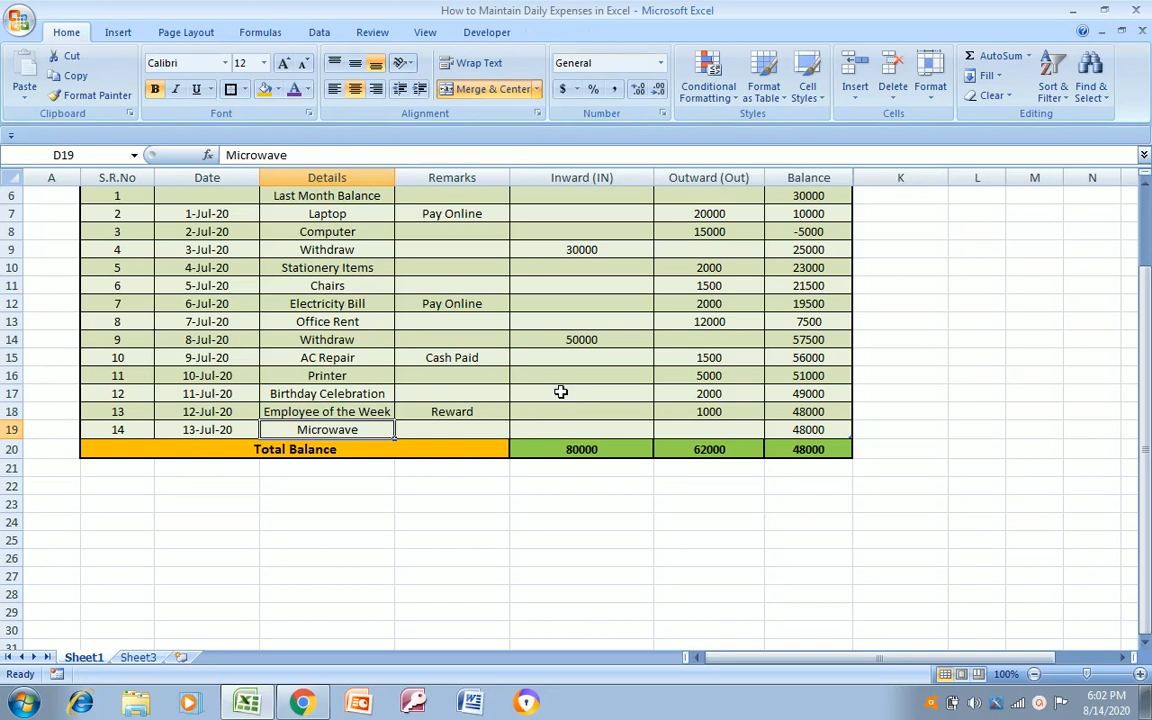 How to Maintain Daily Expenses in Excel - Microsoft Excel
Home Insert Page Layout Formulas Data Review View Developer
Cut
Copy
Format Painter
Paste
Clipboard
Calibri 12
B I U A
Font
Wrap Text
Merge & Center
Alignment
General
$ % ,
Number
Conditional Formatting
Format as Table
Cell Styles
Styles
Insert Delete Format
Cells
AutoSum
Fill
Clear
Sort & Filter
Find & Select
Editing
D19 fx Microwave
A S.R.No Date Details Remarks Inward (IN) Outward (Out) Balance K L M N
6 1 Last Month Balance 30000
7 2 1-Jul-20 Laptop Pay Online 20000 10000
8 3 2-Jul-20 Computer 15000 -5000
9 4 3-Jul-20 Withdraw 30000 25000
10 5 4-Jul-20 Stationery Items 2000 23000
11 6 5-Jul-20 Chairs 1500 21500
12 7 6-Jul-20 Electricity Bill Pay Online 2000 19500
13 8 7-Jul-20 Office Rent 12000 7500
14 9 8-Jul-20 Withdraw 50000 57500
15 10 9-Jul-20 AC Repair Cash Paid 1500 56000
16 11 10-Jul-20 Printer 5000 51000
17 12 11-Jul-20 Birthday Celebration 2000 49000
18 13 12-Jul-20 Employee of the Week Reward 1000 48000
19 14 13-Jul-20 Microwave 48000
20 Total Balance 80000 62000 48000
21
22
23
24
25
26
27
28
29
30
31
Sheet1 Sheet3
Ready 100%
6:02 PM
8/14/2020